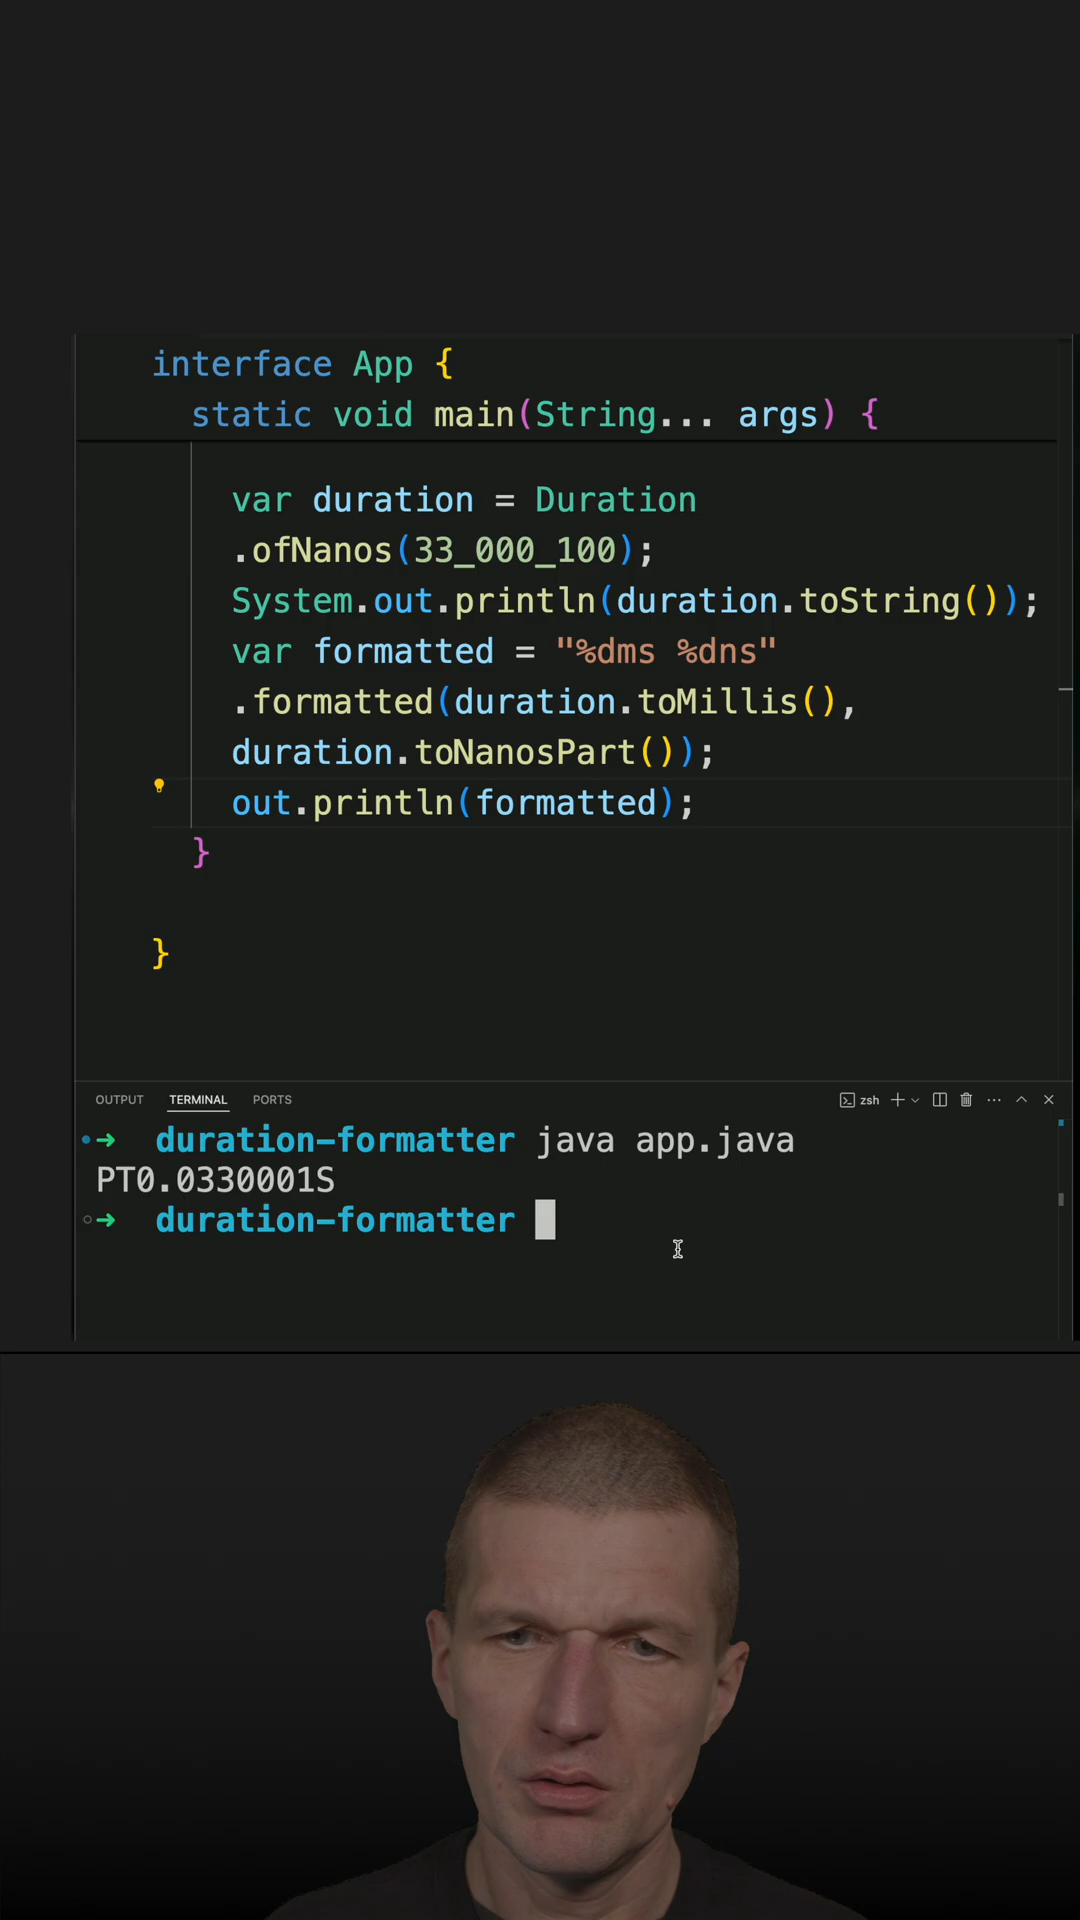 interface App {
static void main(String... args) {
var duration = Duration
.ofNanos(33_000_100);
System.out.println(duration.toString());
var formatted = "%dms %dns"
.formatted(duration.toMillis(),
duration.toNanosPart());
out.println(formatted);
}
}
OUTPUT TERMINAL PORTS zsh
duration-formatter java app.java
PT0.0330001S
duration-formatter